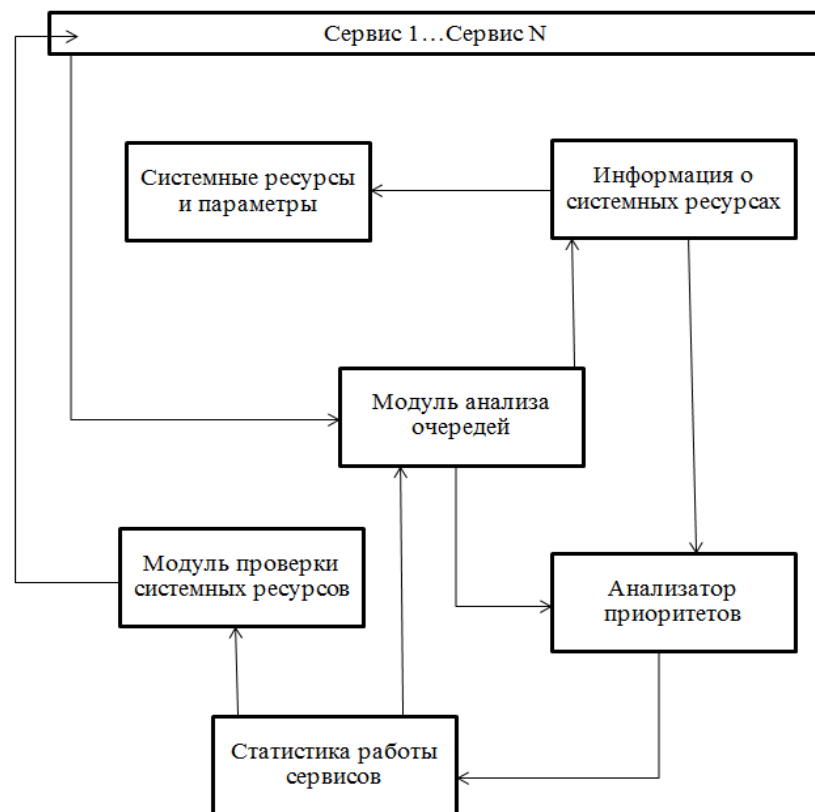 Сервис 1…Сервис N
Системные ресурсы
и параметры
Информация о
системных ресурсах
Модуль анализа
очередей
Модуль проверки
системных ресурсов
Анализатор
приоритетов
Статистика работы
сервисов